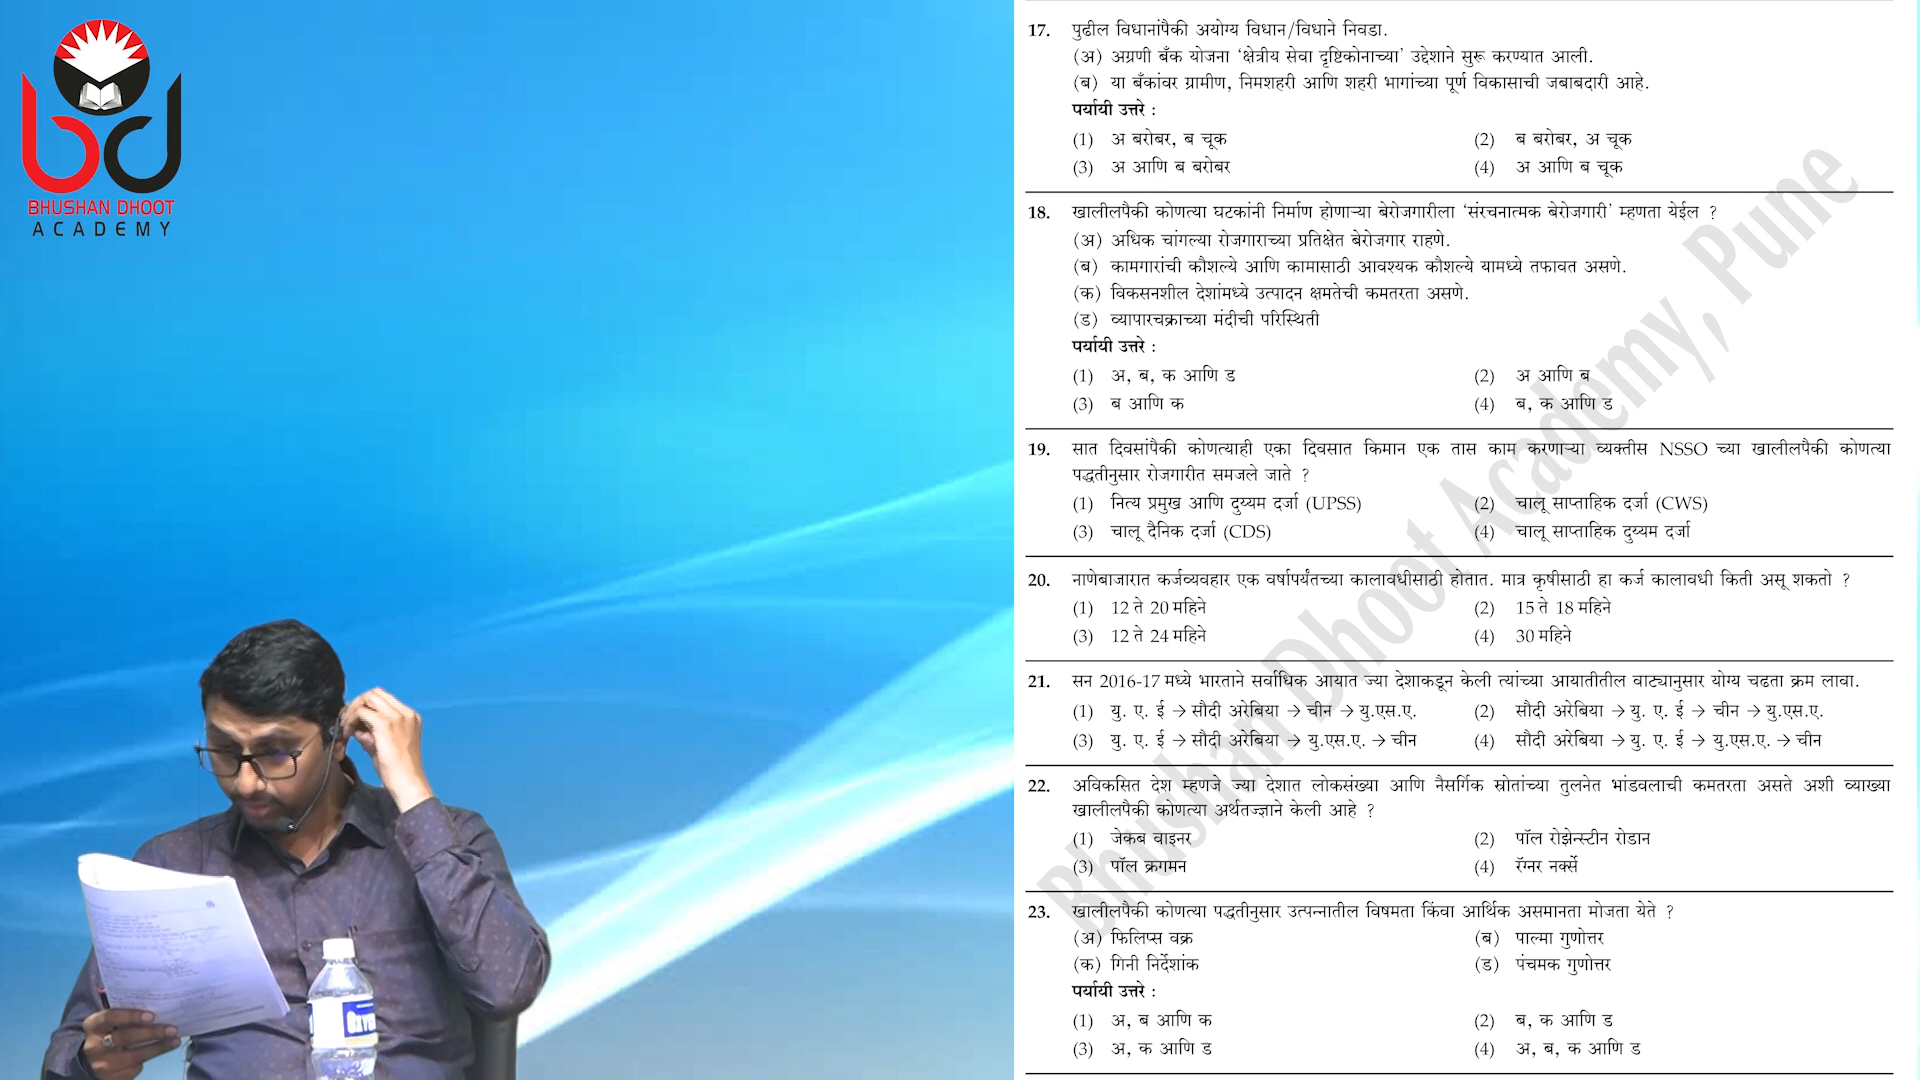 BHUSHAN DHOOT
ACADEMY
17. पुढील विधानांपैकी अयोग्य विधान/विधाने निवडा.
(अ) अग्रणी बँक योजना ‘क्षेत्रीय सेवा दृष्टिकोनाच्या’ उद्देशाने सुरू करण्यात आली.
(ब) या बँकांवर ग्रामीण, निमशहरी आणि शहरी भागांच्या पूर्ण विकासाची जबाबदारी आहे.
पर्यायी उत्तरे :
(1) अ बरोबर, ब चूक (2) ब बरोबर, अ चूक
(3) अ आणि ब बरोबर (4) अ आणि ब चूक
18. खालीलपैकी कोणत्या घटकांनी निर्माण होणाऱ्या बेरोजगारीला ‘संरचनात्मक बेरोजगारी’ म्हणता येईल ?
(अ) अधिक चांगल्या रोजगाराच्या प्रतिक्षेत बेरोजगार राहणे.
(ब) कामगारांची कौशल्ये आणि कामासाठी आवश्यक कौशल्ये यामध्ये तफावत असणे.
(क) विकसनशील देशांमध्ये उत्पादन क्षमतेची कमतरता असणे.
(ड) व्यापारचक्राच्या मंदीची परिस्थिती
पर्यायी उत्तरे :
(1) अ, ब, क आणि ड (2) अ आणि ब
(3) ब आणि क (4) ब, क आणि ड
19. सात दिवसांपैकी कोणत्याही एका दिवसात किमान एक तास काम करणाऱ्या व्यक्तीस NSSO च्या खालीलपैकी कोणत्या
पद्धतीनुसार रोजगारीत समजले जाते ?
(1) नित्य प्रमुख आणि दुय्यम दर्जा (UPSS) (2) चालू साप्ताहिक दर्जा (CWS)
(3) चालू दैनिक दर्जा (CDS) (4) चालू साप्ताहिक दुय्यम दर्जा
20. नाणेबाजारात कर्जव्यवहार एक वर्षापर्यंतच्या कालावधीसाठी होतात. मात्र कृषीसाठी हा कर्ज कालावधी किती असू शकतो ?
(1) 12 ते 20 महिने (2) 15 ते 18 महिने
(3) 12 ते 24 महिने (4) 30 महिने
21. सन 2016-17 मध्ये भारताने सर्वाधिक आयात ज्या देशाकडून केली त्यांच्या आयातीतील वाट्यानुसार योग्य चढता क्रम लावा.
(1) यु. ए. ई → सौदी अरेबिया → चीन → यु.एस.ए. (2) सौदी अरेबिया → यु. ए. ई → चीन → यु.एस.ए.
(3) यु. ए. ई → सौदी अरेबिया → यु.एस.ए. → चीन (4) सौदी अरेबिया → यु. ए. ई → यु.एस.ए. → चीन
22. अविकसित देश म्हणजे ज्या देशात लोकसंख्या आणि नैसर्गिक स्रोतांच्या तुलनेत भांडवलाची कमतरता असते अशी व्याख्या
खालीलपैकी कोणत्या अर्थतज्ज्ञाने केली आहे ?
(1) जेकब वाइनर (2) पॉल रोझेन्स्टीन रोडान
(3) पॉल क्रगमन (4) रॅग्नर नर्क्से
23. खालीलपैकी कोणत्या पद्धतीनुसार उत्पन्नातील विषमता किंवा आर्थिक असमानता मोजता येते ?
(अ) फिलिप्स वक्र (ब) पाल्मा गुणोत्तर
(क) गिनी निर्देशांक (ड) पंचमक गुणोत्तर
पर्यायी उत्तरे :
(1) अ, ब आणि क (2) ब, क आणि ड
(3) अ, क आणि ड (4) अ, ब, क आणि ड
Bhushan Dhoot Academy, Pune